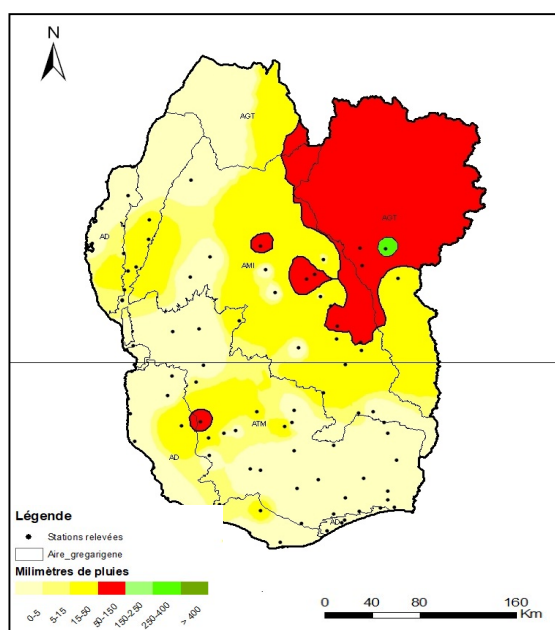 N
AGT
AGT
AD
AMI
ATM
AD
AD
Légende
Stations relevées
Aire_gregarigene
Milimètres de pluies
0-5 5-15 15-50 50-150 150-250 250-400 > 400
0 40 80 160
Km